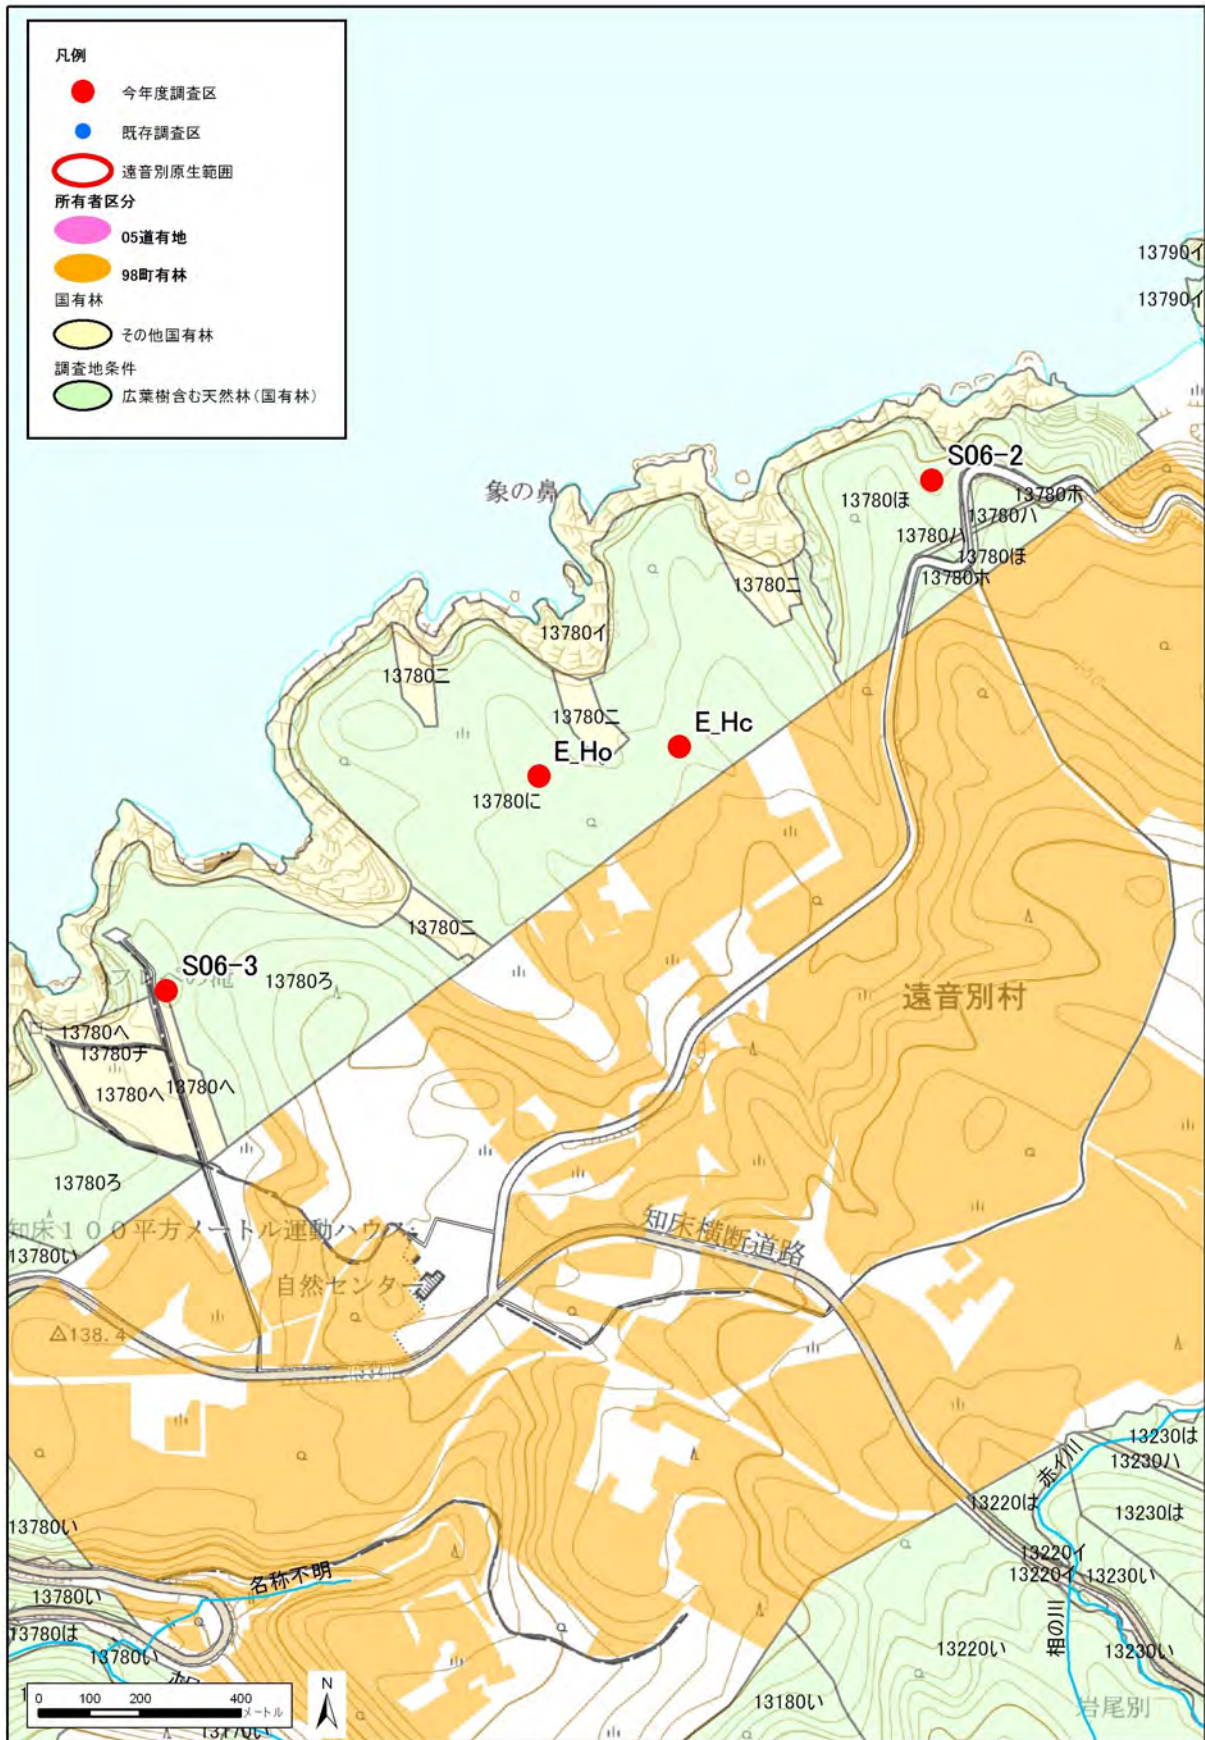 凡例
今年度調査区
既存調査区
遠音別原生範囲
所有者区分
05道有地
98町有林
国有林
その他国有林
調査地条件
広葉樹含む天然林(国有林)
13790イ
13790イ
S06-2
象の鼻
13780ほ
13780ホ
13780ハ
13780ハ
13780ほ
13780ホ
13780ニ
13780イ
13780ニ
13780ニ
E_Hc
E_Ho
13780に
13780ニ
S06-3
フレペの滝
13780ろ
遠音別村
13780へ
13780チ
13780へ
13780へ
13780ろ
知床100平方メートル運動ハウス
知床横断道路
13780い
自然センター
138.4
334
13230は
13230ハ
赤イ川
13220は
13230は
13780い
13220イ
13220イ
13230い
名称不明
13780い
13780は
13780い
相の川
13220い
13230い
13180い
岩尾別
N
0 100 200 400
メートル
13170い